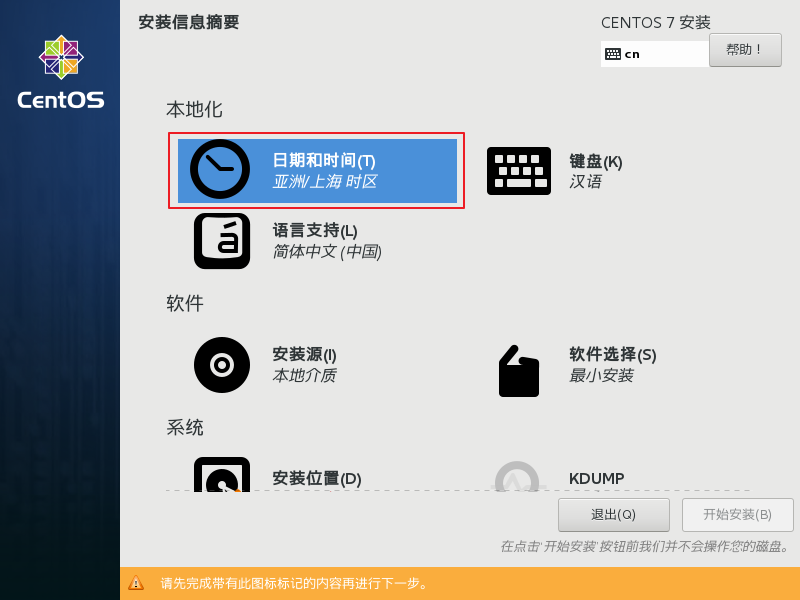 安装信息摘要
CENTOS 7 安装
cn
帮助！
CentOS
本地化
日期和时间(T)
亚洲/上海 时区
键盘(K)
汉语
á
语言支持(L)
简体中文 (中国)
软件
安装源(I)
本地介质
软件选择(S)
最小安装
系统
安装位置(D)
KDUMP
退出(Q)
开始安装(B)
在点击'开始安装'按钮前我们并不会操作您的磁盘。
请先完成带有此图标标记的内容再进行下一步。